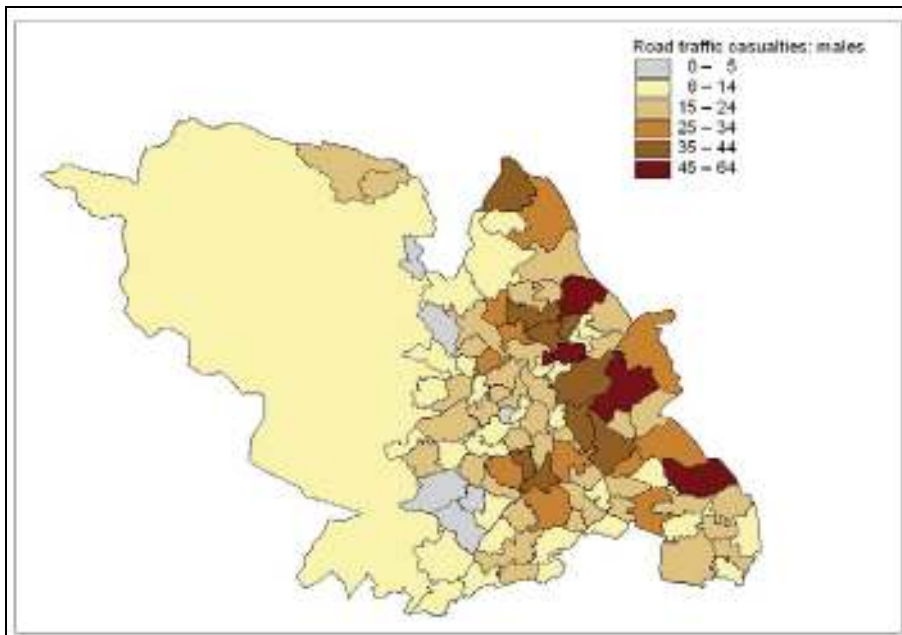 Road traffic casualties: males
0 – 5
6 – 14
15 – 24
25 – 34
35 – 44
45 – 64